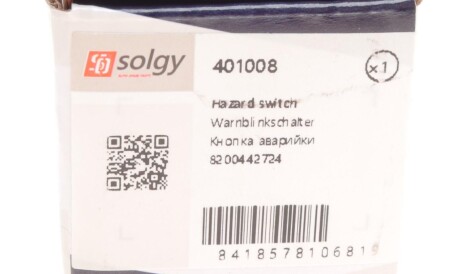 solgy
401008
x1
Hazard switch
Warnblinkschalter
Кнопка аварийки
8200442724
8418578106819